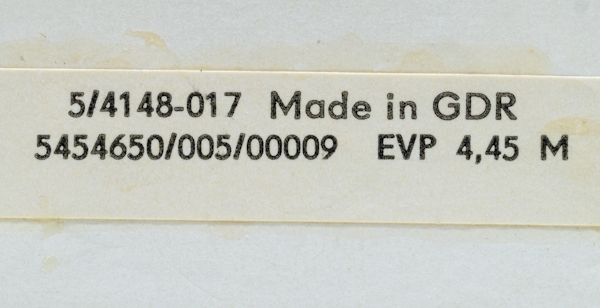 5/4148-017 Made in GDR
5454650/005/00009 EVP 4,45 M